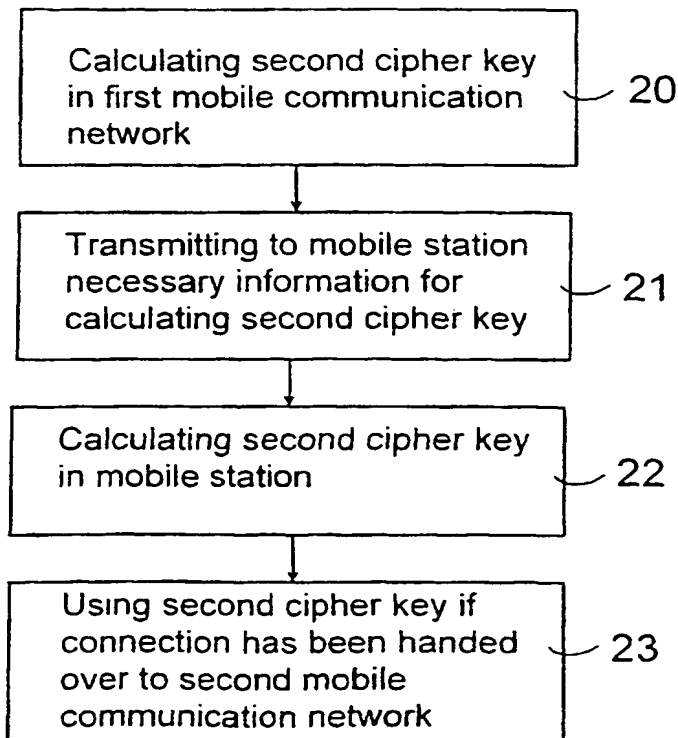 Calculating second cipher key
in first mobile communication
network
20
Transmitting to mobile station
necessary information for
calculating second cipher key
21
Calculating second cipher key
in mobile station
22
Using second cipher key if
connection has been handed
over to second mobile
communication network
23